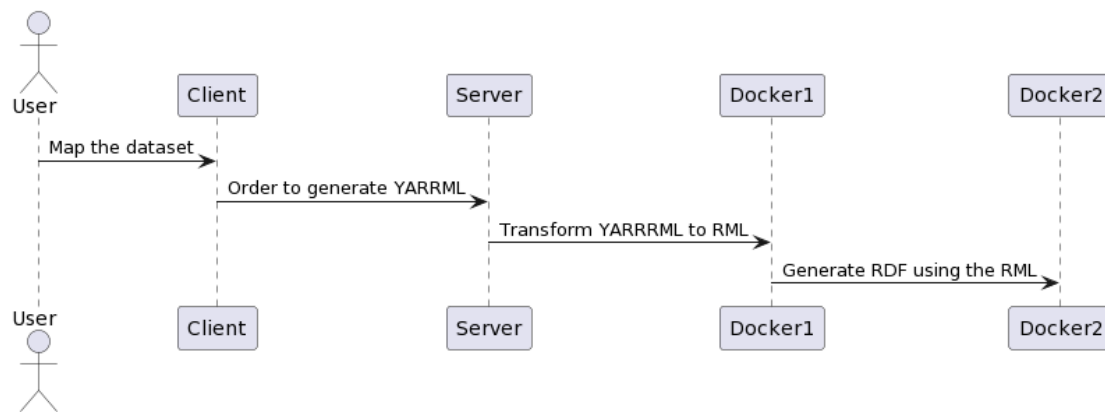 User
Client
Server
Docker1
Docker2
Map the dataset
Order to generate YARRML
Transform YARRRML to RML
Generate RDF using the RML
User
Client
Server
Docker1
Docker2